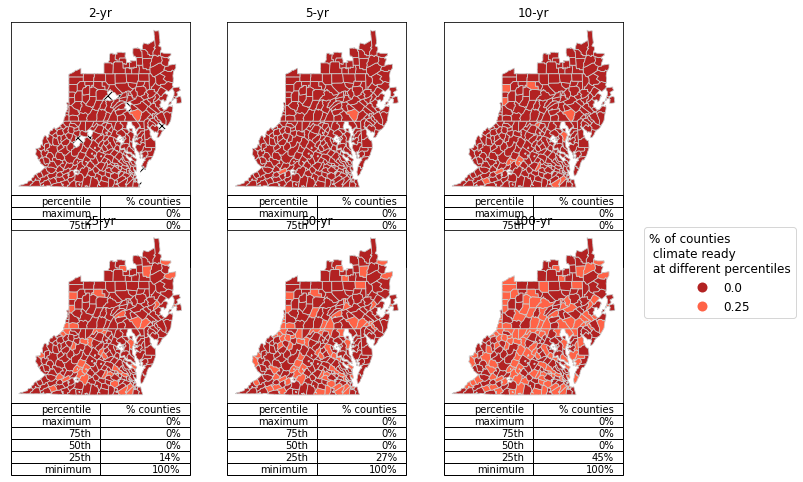 2-yr 5-yr 10-yr
percentile % counties percentile % counties percentile % counties
maximum 0% maximum 0% maximum 0%
75th 0% 75th 0% 75th 0%
25-yr 50-yr 100-yr
% of counties
climate ready
at different percentiles
0.0
0.25
percentile % counties percentile % counties percentile % counties
maximum 0% maximum 0% maximum 0%
75th 0% 75th 0% 75th 0%
50th 0% 50th 0% 50th 0%
25th 14% 25th 27% 25th 45%
minimum 100% minimum 100% minimum 100%